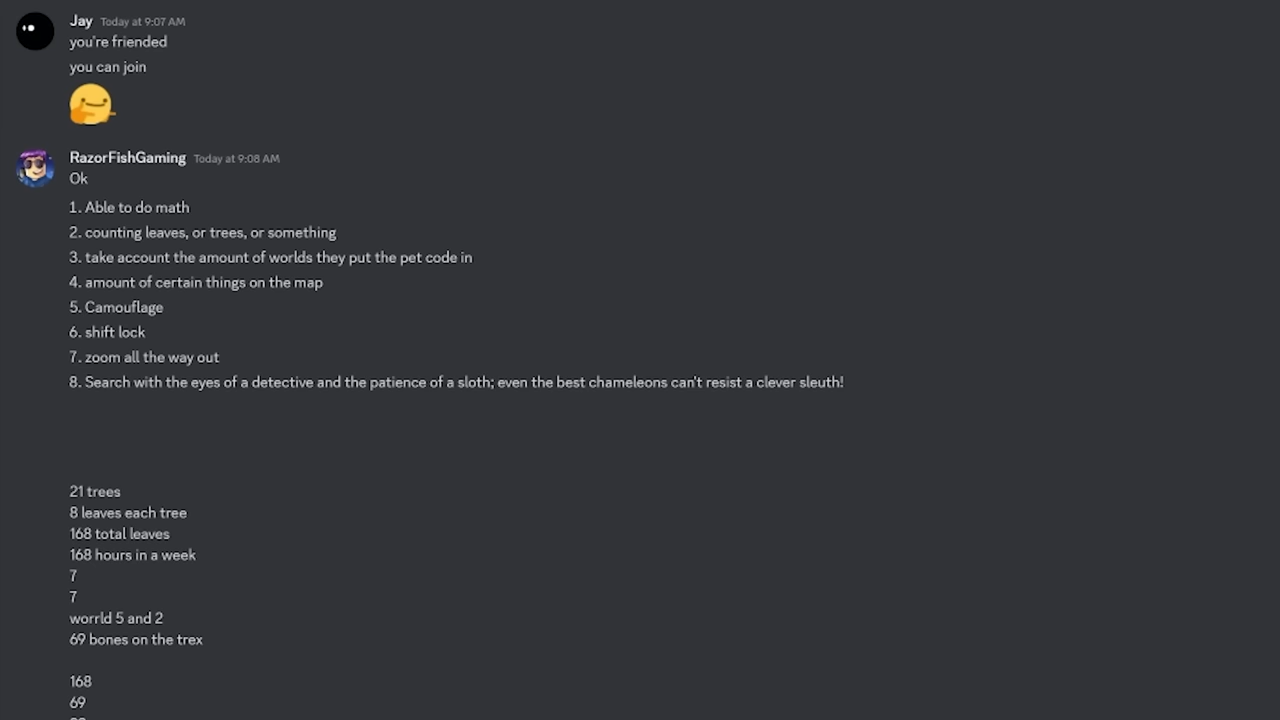 Jay Today at 9:07 AM
you're friended
you can join
RazorFishGaming Today at 9:08 AM
Ok
1. Able to do math
2. counting leaves, or trees, or something
3. take account the amount of worlds they put the pet code in
4. amount of certain things on the map
5. Camouflage
6. shift lock
7. zoom all the way out
8. Search with the eyes of a detective and the patience of a sloth; even the best chameleons can't resist a clever sleuth!
21 trees
8 leaves each tree
168 total leaves
168 hours in a week
7
7
worrld 5 and 2
69 bones on the trex
168
69